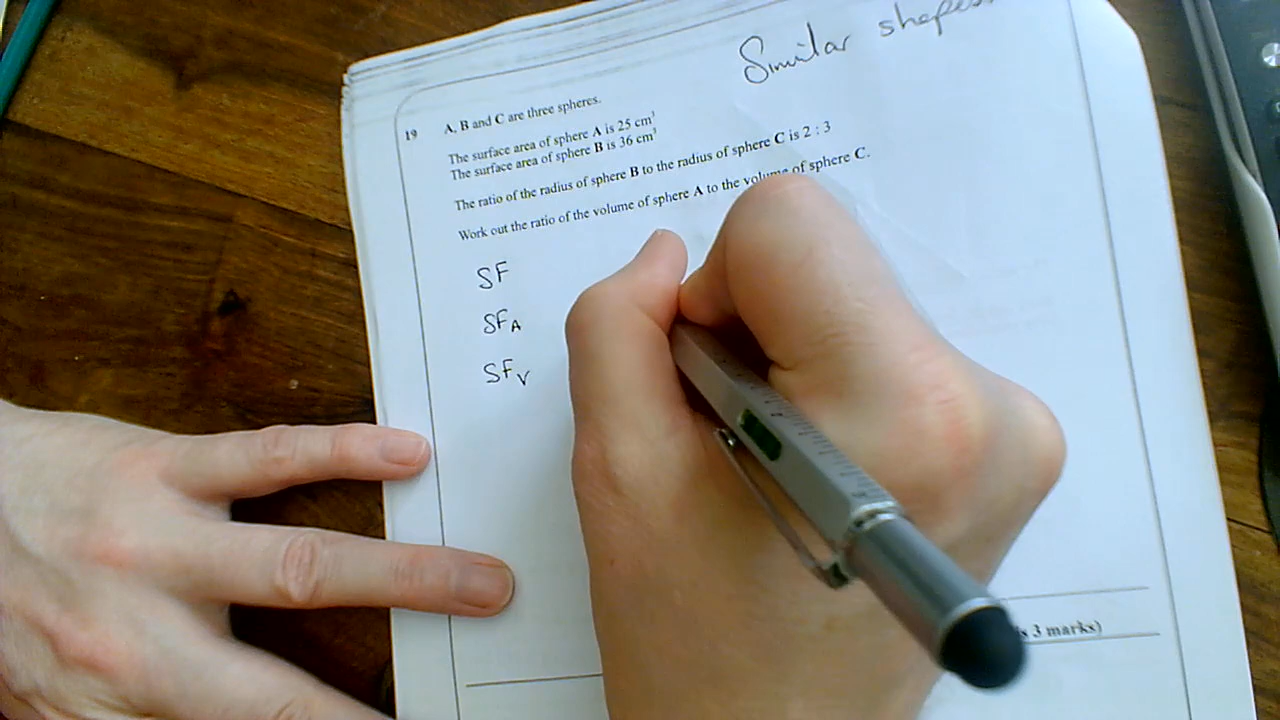 Similar shapes
19 A, B and C are three spheres.
The surface area of sphere A is 25 cm²
The surface area of sphere B is 36 cm²
The ratio of the radius of sphere B to the radius of sphere C is 2 : 3
Work out the ratio of the volume of sphere A to the volume of sphere C.
SF
SFA
SFV
is 3 marks)